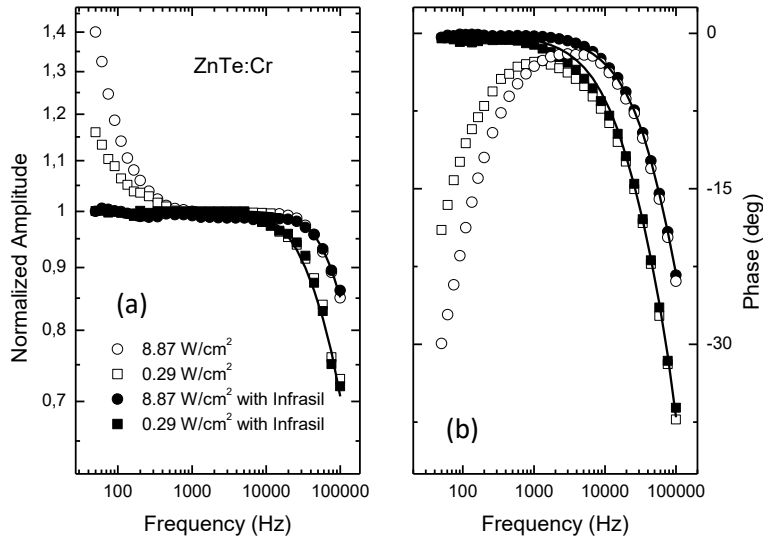 1,4
1,3
1,2
1,1
1
0,9
0,8
0,7
Normalized Amplitude
ZnTe:Cr
(a)
8.87 W/cm²
0.29 W/cm²
8.87 W/cm² with Infrasil
0.29 W/cm² with Infrasil
100 1000 10000 100000
Frequency (Hz)
0
-15
-30
Phase (deg)
(b)
100 1000 10000 100000
Frequency (Hz)